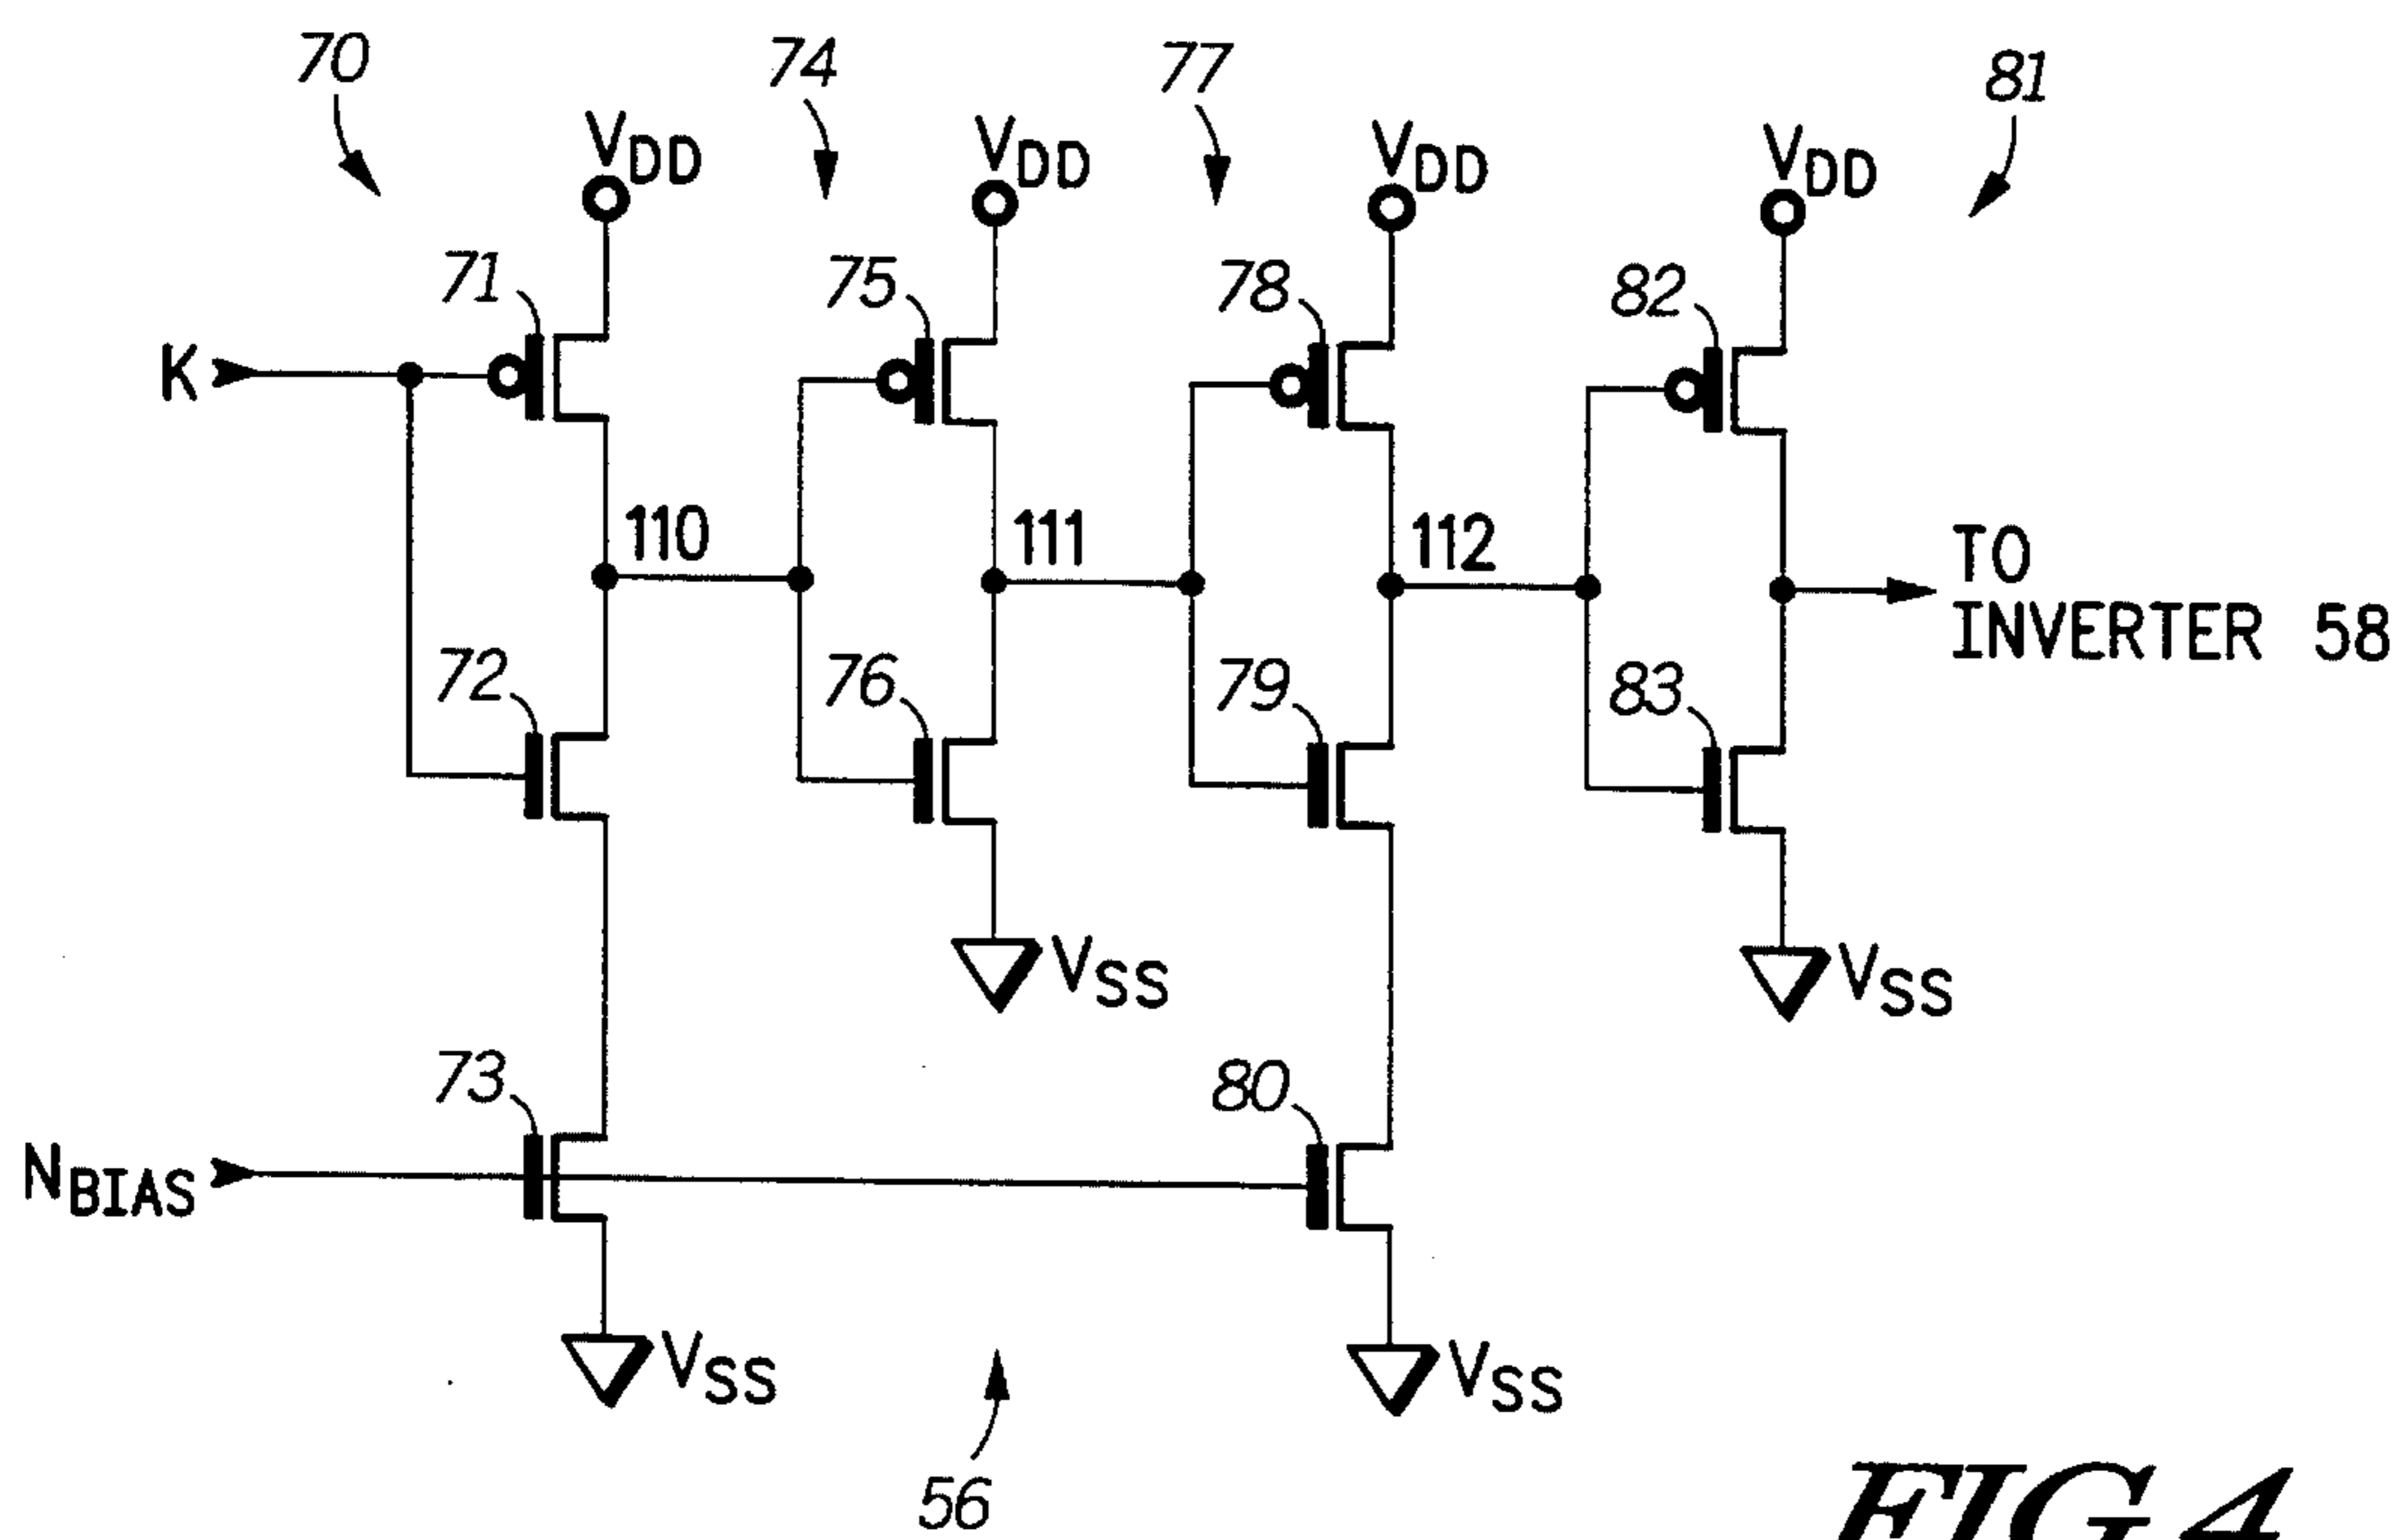 70
74
77
81
VDD
VDD
VDD
VDD
71
75
78
82
K
110
111
112
TO
INVERTER 58
72
76
79
83
VSS
VSS
73
80
NBIAS
VSS
VSS
56
FIG.4